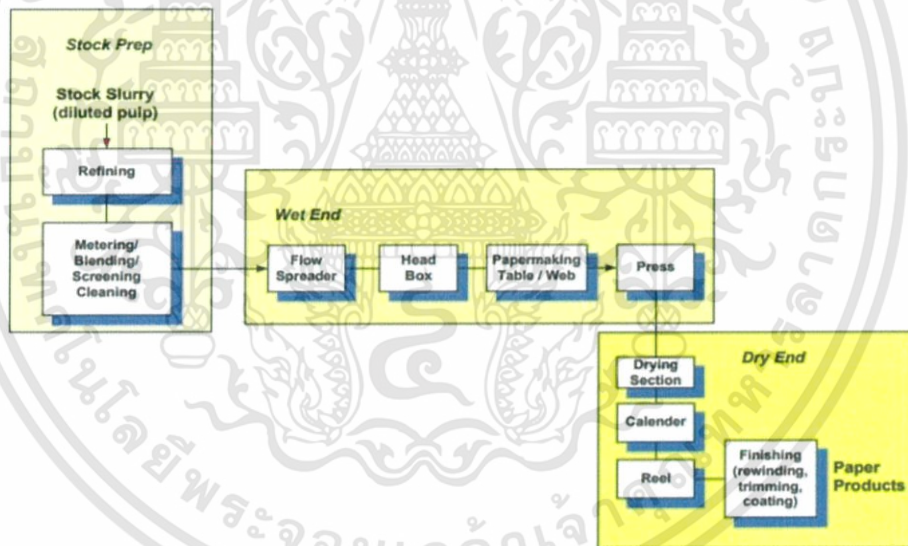 Stock Prep
Stock Slurry
(diluted pulp)
Refining
Metering/
Blending/
Screening
Cleaning
Wet End
Flow
Spreader
Head
Box
Papermaking
Table / Web
Press
Dry End
Drying
Section
Calender
Reel
Finishing
(rewinding,
trimming,
coating)
Paper
Products